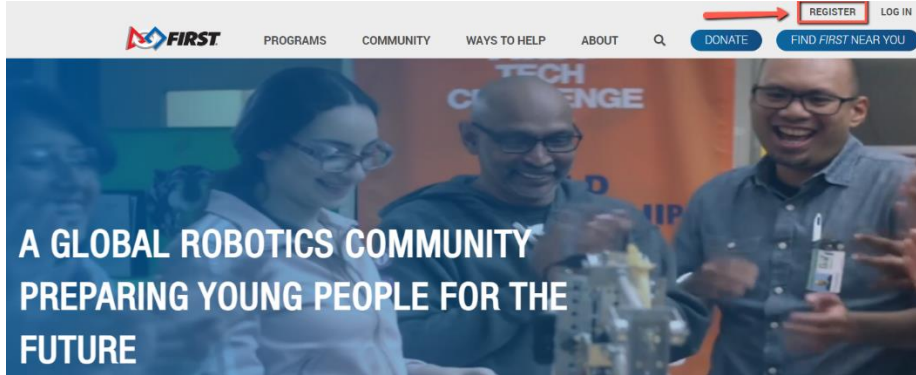 REGISTER LOG IN
FIRST. PROGRAMS COMMUNITY WAYS TO HELP ABOUT DONATE FIND FIRST NEAR YOU
TECH
CHALLENGE
A GLOBAL ROBOTICS COMMUNITY
PREPARING YOUNG PEOPLE FOR THE
FUTURE